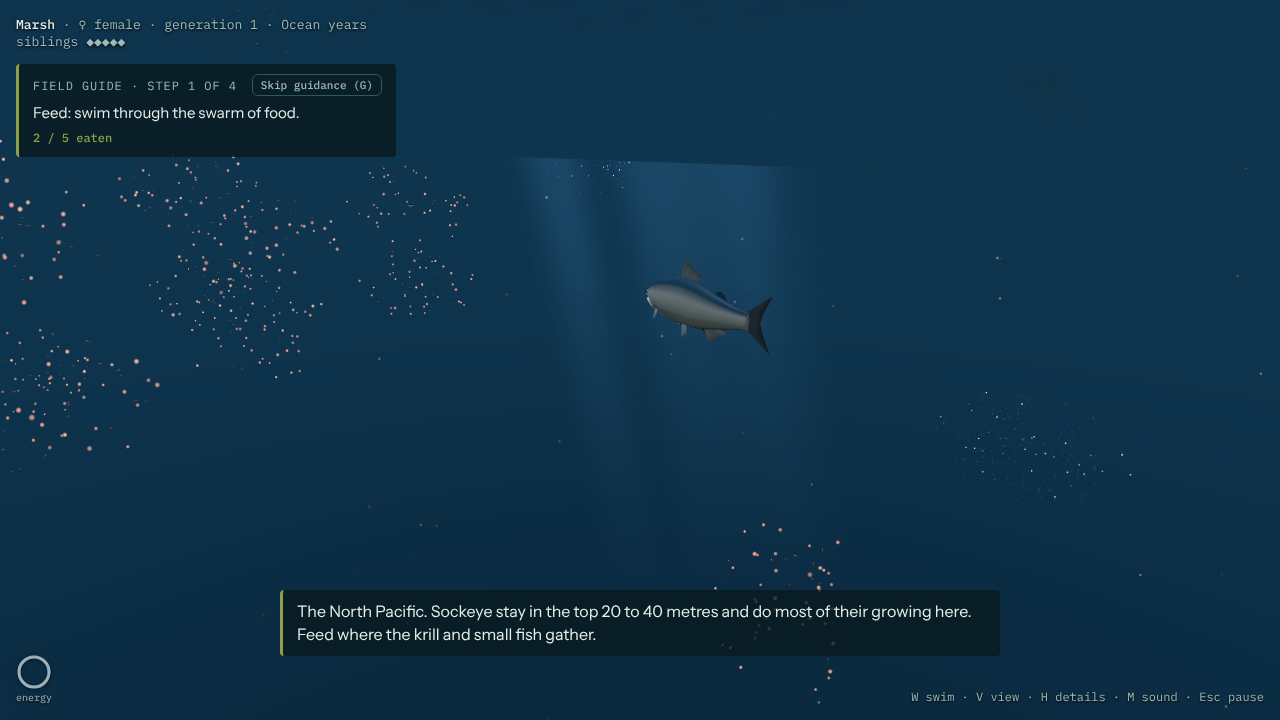 Marsh · ♀ female · generation 1 · Ocean years
siblings ◆◆◆◆◆
FIELD GUIDE · STEP 1 OF 4
Skip guidance (G)
Feed: swim through the swarm of food.
2 / 5 eaten
The North Pacific. Sockeye stay in the top 20 to 40 metres and do most of their growing here.
Feed where the krill and small fish gather.
energy
W swim · V view · H details · M sound · Esc pause